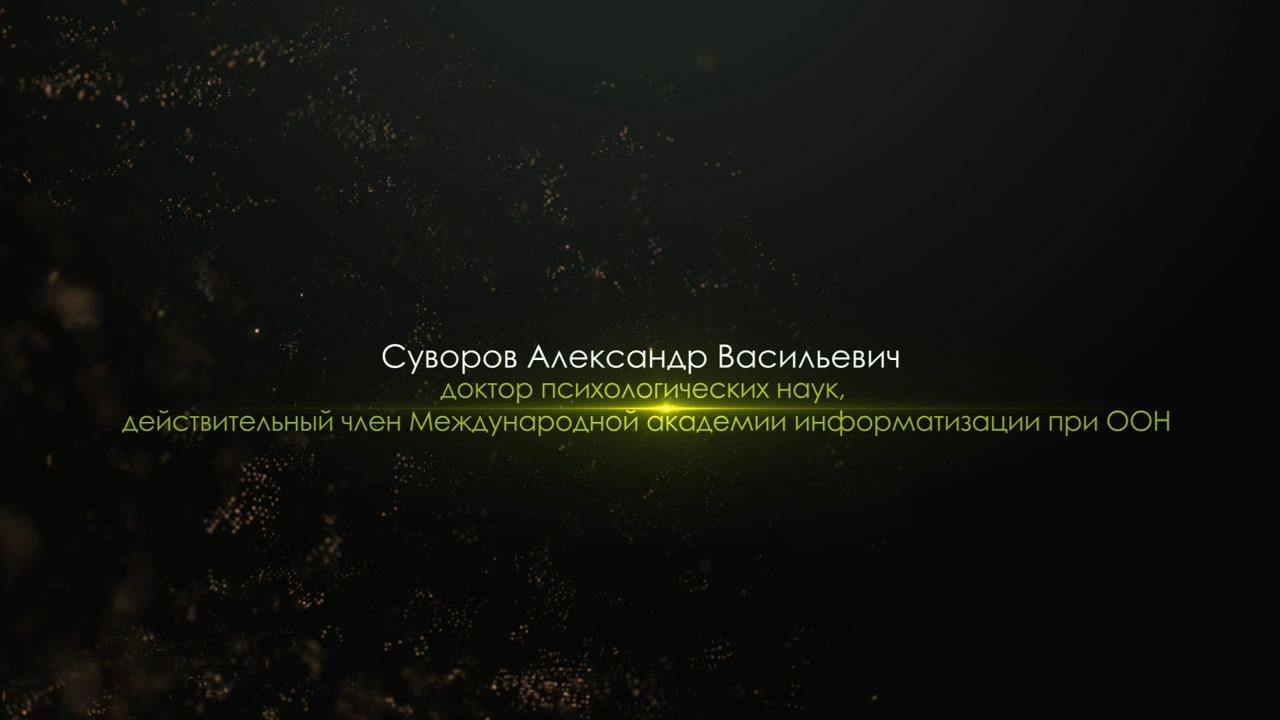 Суворов Александр Васильевич
доктор психологических наук,
действительный член Международной академии информатизации при ООН